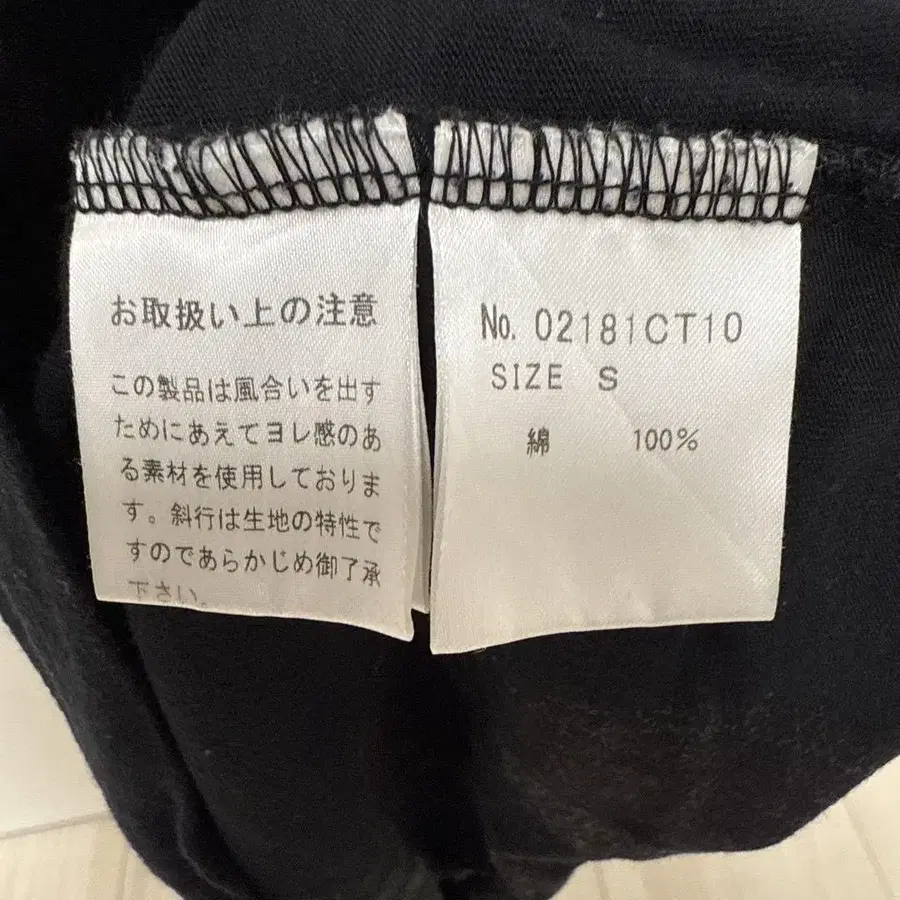 お取扱い上の注意
この製品は風合いを出す
ためにあえてヨレ感のあ
る素材を使用しておりま
す。斜行は生地の特性で
すのであらかじめ御了承
下さい。
No. 02181CT10
SIZE S
綿 100%